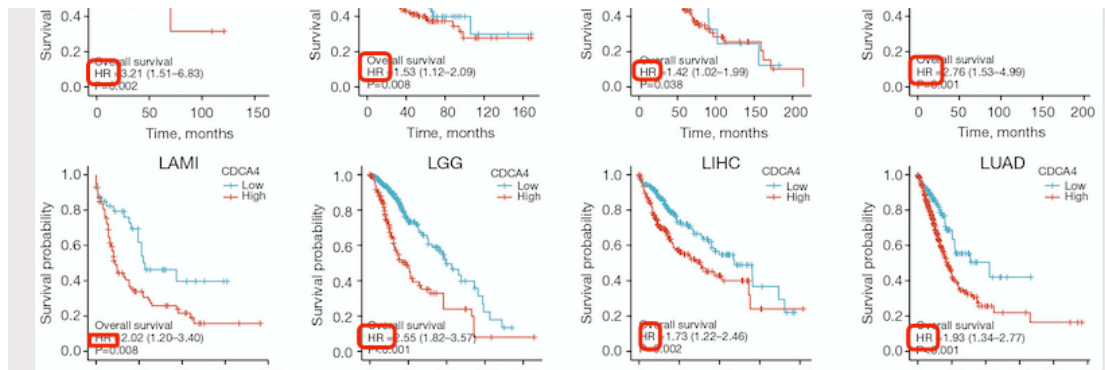 Survival
0.4
0.2
0.0
Overall survival
HR=3.21 (1.51–6.83)
P=0.002
0
50
100
150
Time, months
Survival
0.4
0.2
0.0
Overall survival
HR=1.53 (1.12–2.09)
P=0.008
0
40
80
120
160
Time, months
Survival
0.4
0.2
0.0
Overall survival
HR=1.42 (1.02–1.99)
P=0.038
0
50
100
150
200
Time, months
Survival
0.4
0.2
0.0
Overall survival
HR=2.76 (1.53–4.99)
0
50
100
150
200
Time, months
LAMI
CDCA4
Low
High
Survival probability
1.0
0.8
0.6
0.4
0.2
0.0
Overall survival
HR=2.02 (1.20–3.40)
P=0.008
LGG
CDCA4
Low
High
Survival probability
1.0
0.8
0.6
0.4
0.2
0.0
Overall survival
HR=2.55 (1.82–3.57)
P<0.001
LIHC
CDCA4
Low
High
Survival probability
1.0
0.8
0.6
0.4
0.2
0.0
Overall survival
HR=1.73 (1.22–2.46)
P=0.002
LUAD
CDCA4
Low
High
Survival probability
1.0
0.8
0.6
0.4
0.2
0.0
Overall survival
HR=1.93 (1.34–2.77)
P<0.001